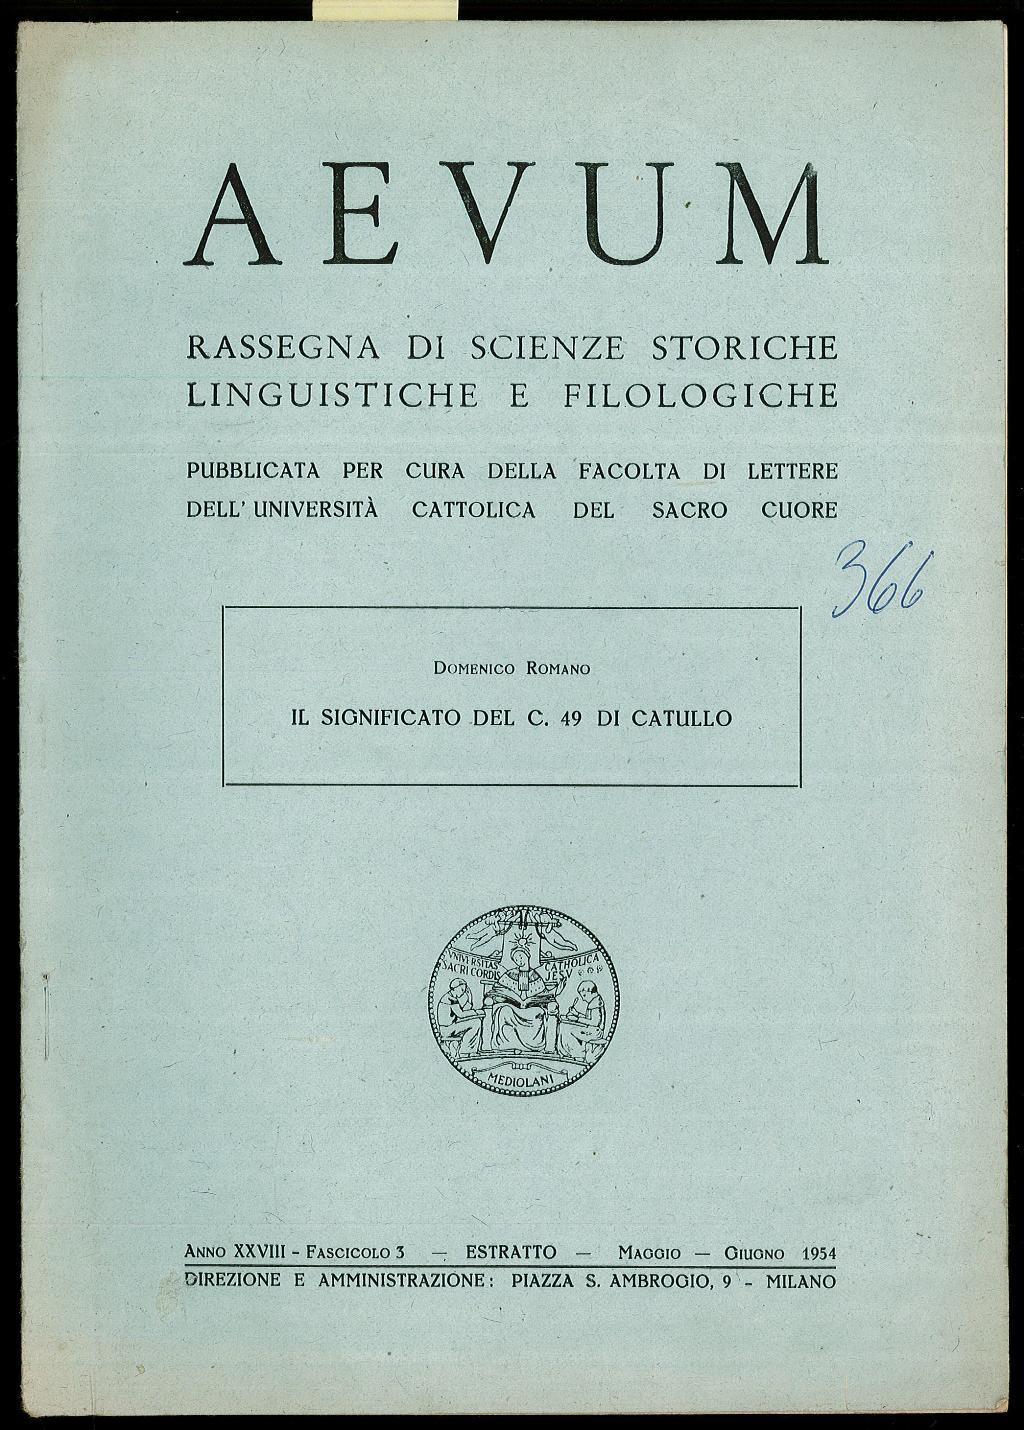 AEVUM
RASSEGNA DI SCIENZE STORICHE
LINGUISTICHE E FILOLOGICHE
PUBBLICATA PER CURA DELLA FACOLTA DI LETTERE
DELL' UNIVERSITÀ CATTOLICA DEL SACRO CUORE
366
DOMENICO ROMANO
IL SIGNIFICATO DEL C. 49 DI CATULLO
UNIVERSITAS CATHOLICA
SACRI CORDIS JESV
MEDIOLANI
ANNO XXVIII - FASCICOLO 3 — ESTRATTO — MAGGIO — GIUGNO 1954
DIREZIONE E AMMINISTRAZIONE: PIAZZA S. AMBROGIO, 9 - MILANO